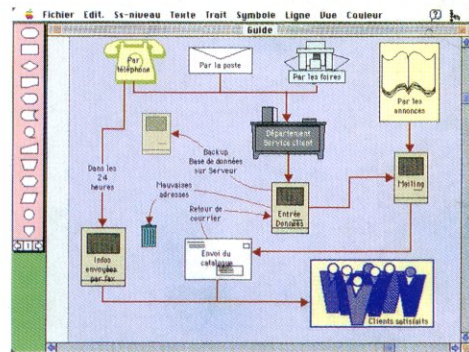 Fichier Edit. Ss-niveau Texte Trait Symbole Ligne Vue Couleur
Guide
Par
téléphone
Par la poste
Par les foires
Par les
annonces
Département
Service client
Backup
Base de données
sur Serveur
Dans les
24
heures
Mauvaises
adresses
Retour de
courrier
Entrée
Données
Mailing
Infos
envoyées
par fax
Envoi du
catalogue
Clients satisfaits